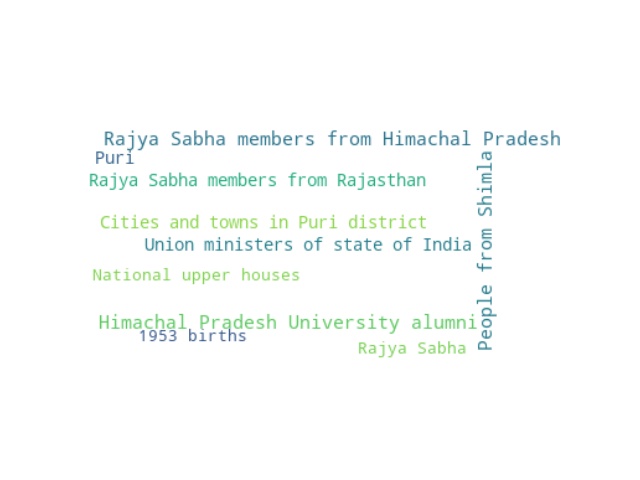 Rajya Sabha members from Himachal Pradesh
Puri
Rajya Sabha members from Rajasthan
Cities and towns in Puri district
Union ministers of state of India
National upper houses
Himachal Pradesh University alumni
1953 births
Rajya Sabha
People from Shimla